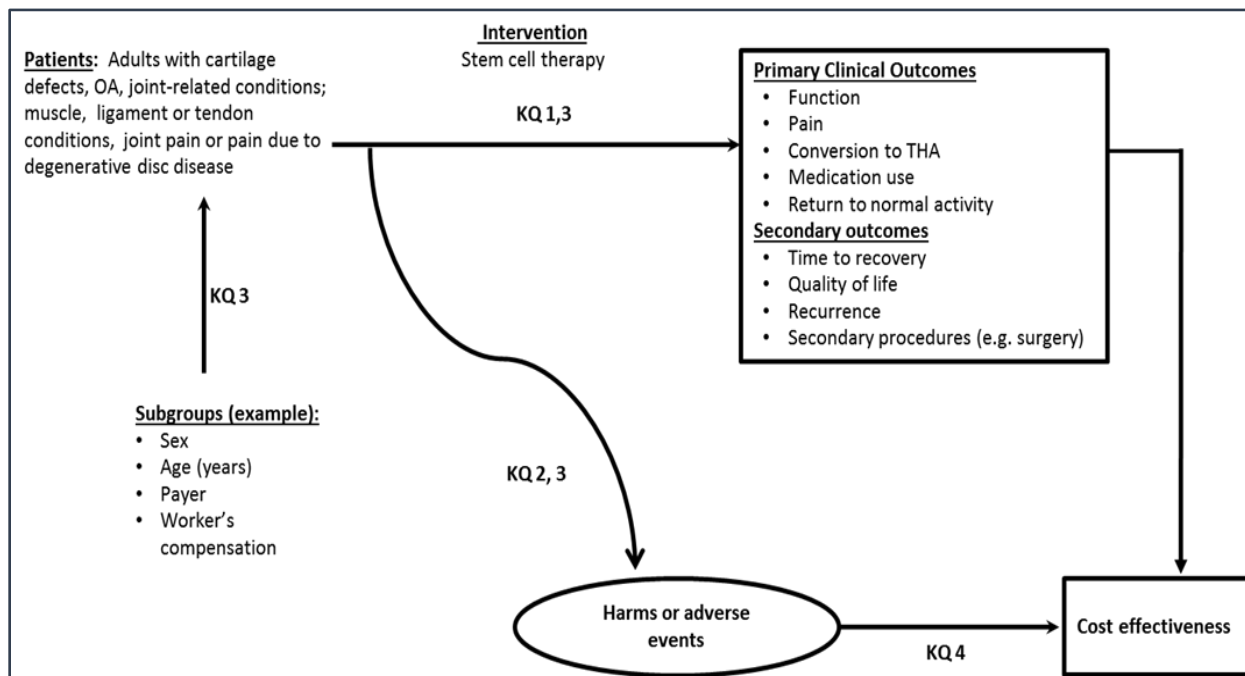 Patients: Adults with cartilage
defects, OA, joint-related conditions;
muscle, ligament or tendon
conditions, joint pain or pain due to
degenerative disc disease
Intervention
Stem cell therapy
KQ 1,3
Primary Clinical Outcomes
• Function
• Pain
• Conversion to THA
• Medication use
• Return to normal activity
Secondary outcomes
• Time to recovery
• Quality of life
• Recurrence
• Secondary procedures (e.g. surgery)
KQ 3
Subgroups (example):
• Sex
• Age (years)
• Payer
• Worker's
compensation
KQ 2, 3
Harms or adverse
events
KQ 4
Cost effectiveness